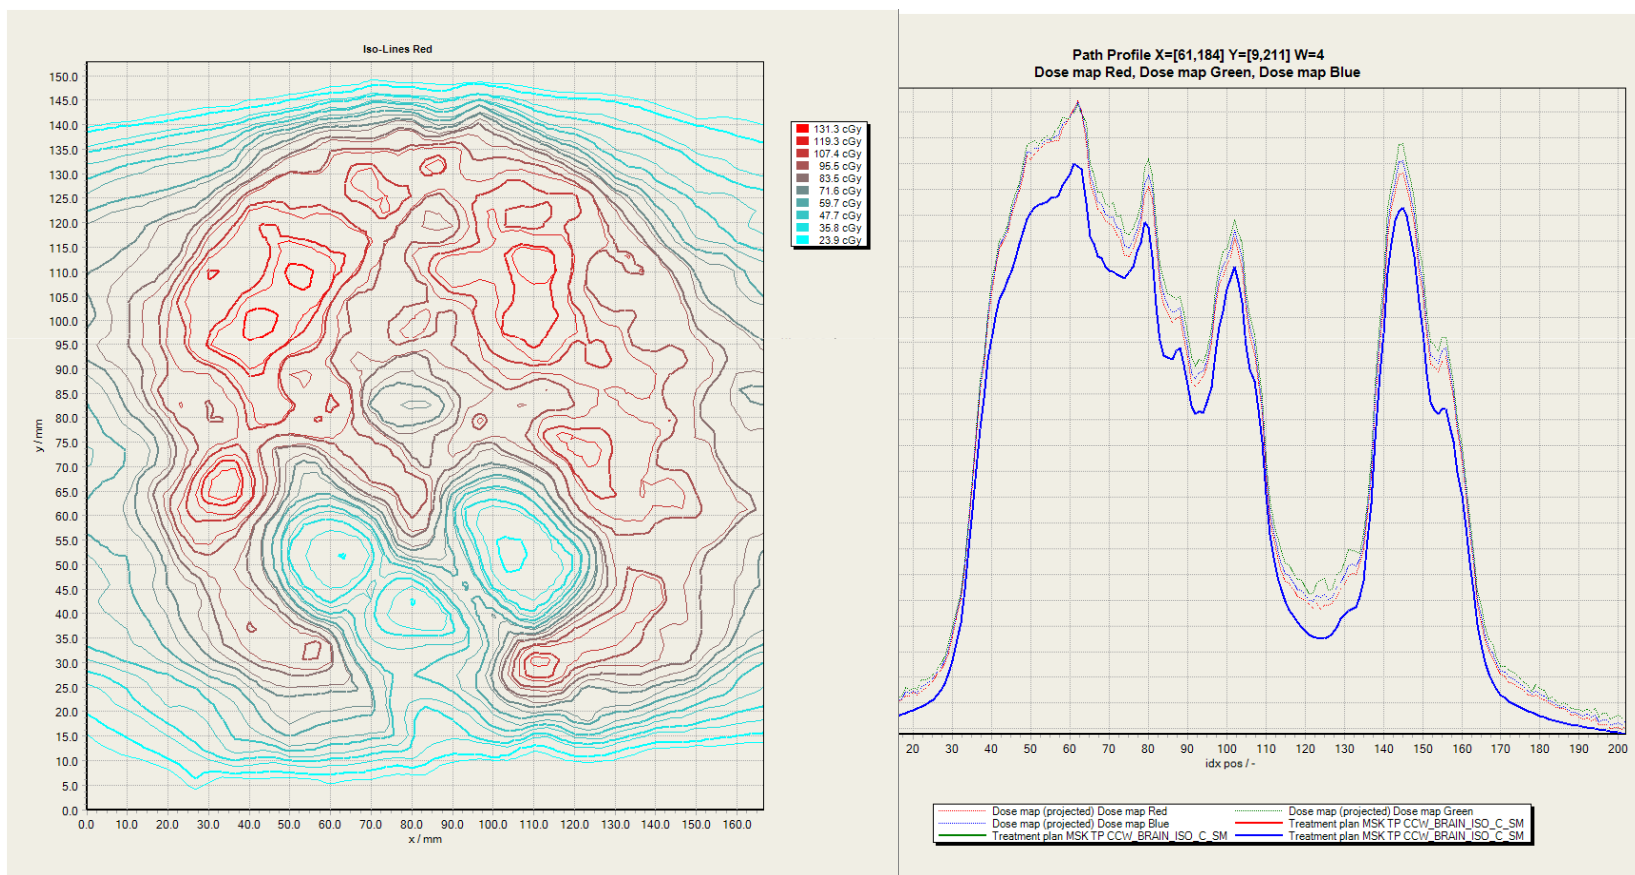 Iso-Lines Red
150.0
145.0
140.0
135.0
130.0
125.0
120.0
115.0
110.0
105.0
100.0
95.0
90.0
85.0
80.0
75.0
70.0
65.0
60.0
55.0
50.0
45.0
40.0
35.0
30.0
25.0
20.0
15.0
10.0
5.0
0.0
y / mm
0.0 10.0 20.0 30.0 40.0 50.0 60.0 70.0 80.0 90.0 100.0 110.0 120.0 130.0 140.0 150.0 160.0
x / mm
131.3 cGy
119.3 cGy
107.4 cGy
95.5 cGy
83.5 cGy
71.6 cGy
59.7 cGy
47.7 cGy
35.8 cGy
23.9 cGy
Path Profile X=[61,184] Y=[9,211] W=4
Dose map Red, Dose map Green, Dose map Blue
20 30 40 50 60 70 80 90 100 110 120 130 140 150 160 170 180 190 200
idx pos / -
Dose map (projected) Dose map Red Dose map (projected) Dose map Green
Dose map (projected) Dose map Blue Treatment plan MSK TP CCW_BRAIN_ISO_C_SM
Treatment plan MSK TP CCW_BRAIN_ISO_C_SM Treatment plan MSK TP CCW_BRAIN_ISO_C_SM